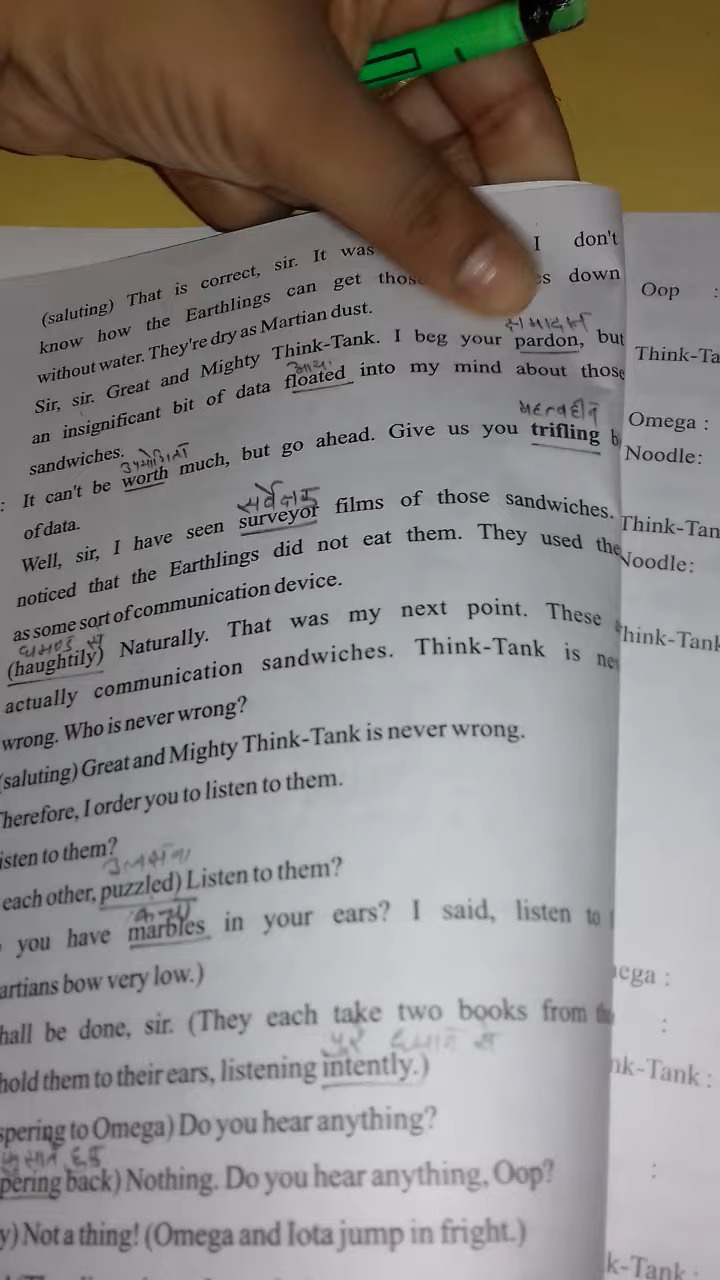 (saluting) That is correct, sir. It was I don't
know how the Earthlings can get down
without water. They're dry as Martian dust.
Sir, sir. Great and Mighty Think-Tank. I beg your pardon, but
an insignificant bit of data floated into my mind about those
sandwiches.
: It can't be worth much, but go ahead. Give us you trifling b
of data.
Well, sir, I have seen surveyor films of those sandwiches.
noticed that the Earthlings did not eat them. They used the
as some sort of communication device.
घमण्ड से
(haughtily) Naturally. That was my next point. These
actually communication sandwiches. Think-Tank is ne
wrong. Who is never wrong?
(saluting) Great and Mighty Think-Tank is never wrong.
Therefore, I order you to listen to them.
isten to them?
each other, puzzled) Listen to them?
you have marbles in your ears? I said, listen to
artians bow very low.)
hall be done, sir. (They each take two books from
hold them to their ears, listening intently.)
spering to Omega) Do you hear anything?
pering back) Nothing. Do you hear anything, Oop?
y) Not a thing! (Omega and Iota jump in fright.)
Oop :
Think-Ta
Omega :
Noodle:
Think-Tan
Noodle:
hink-Tank
ega :
:
nk-Tank :
:
k-Tank :